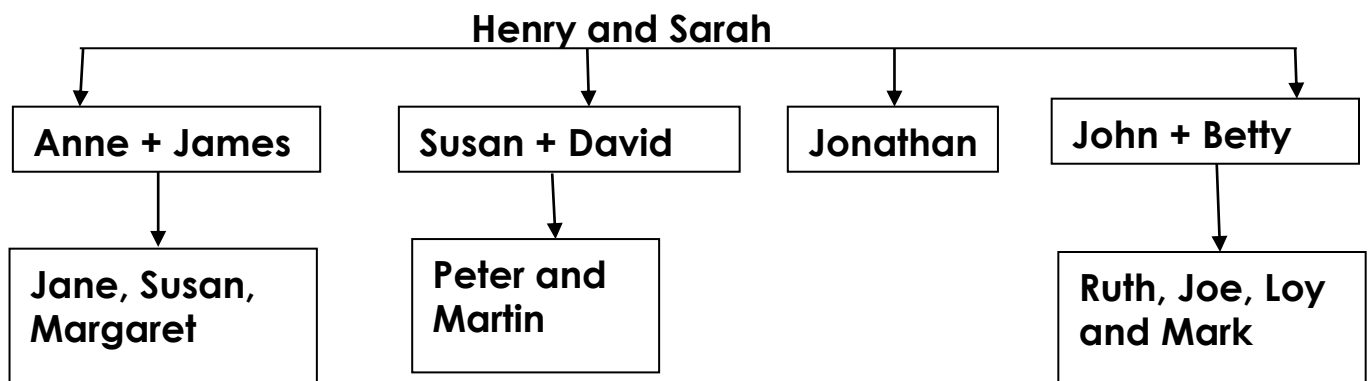 Henry and Sarah
Anne + James
Susan + David
Jonathan
John + Betty
Jane, Susan,
Margaret
Peter and
Martin
Ruth, Joe, Loy
and Mark